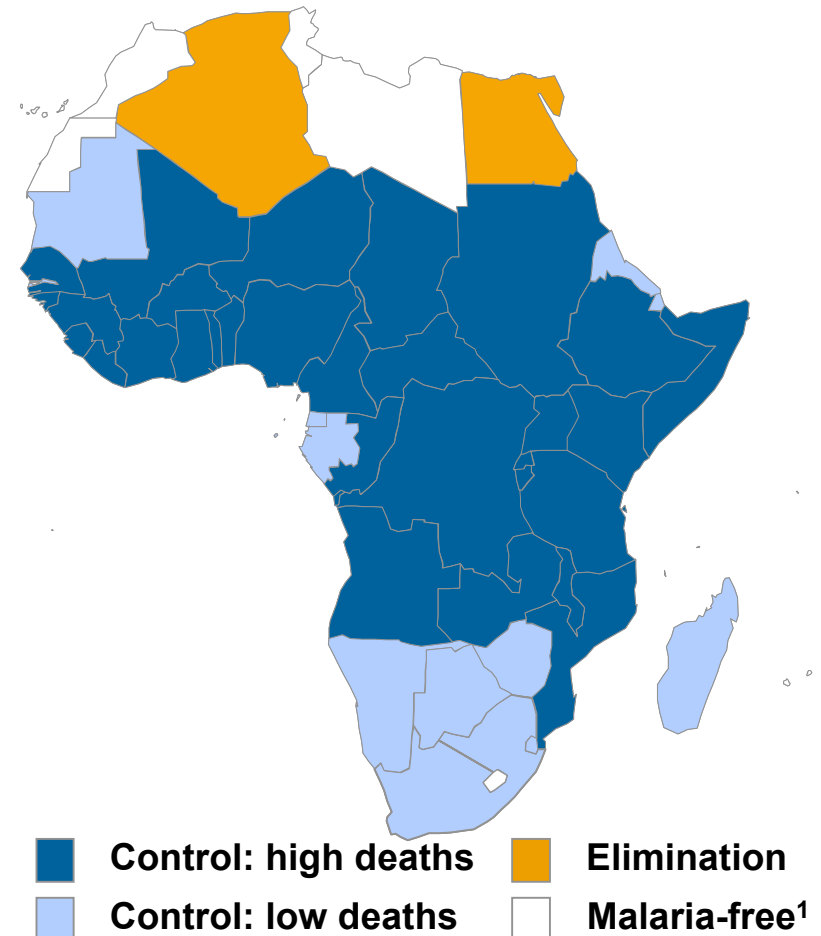 Control: high deaths
Elimination
Control: low deaths
Malaria-free¹